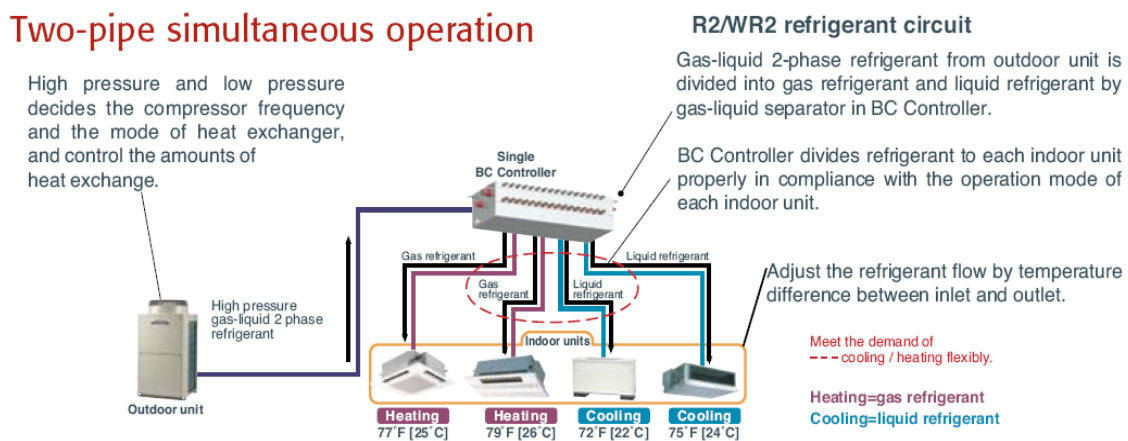 Two-pipe simultaneous operation
High pressure and low pressure
decides the compressor frequency
and the mode of heat exchanger,
and control the amounts of
heat exchange.
R2/WR2 refrigerant circuit
Gas-liquid 2-phase refrigerant from outdoor unit is
divided into gas refrigerant and liquid refrigerant by
gas-liquid separator in BC Controller.
BC Controller divides refrigerant to each indoor unit
properly in compliance with the operation mode of
each indoor unit.
Single
BC Controller
Gas refrigerant
Gas
refrigerant
Liquid
refrigerant
Liquid refrigerant
Adjust the refrigerant flow by temperature
difference between inlet and outlet.
High pressure
gas-liquid 2 phase
refrigerant
Outdoor unit
Indoor units
Heating
77˚F [25˚C]
Heating
79˚F [26˚C]
Cooling
72˚F [22˚C]
Cooling
75˚F [24˚C]
Meet the demand of
cooling / heating flexibly.
Heating=gas refrigerant
Cooling=liquid refrigerant